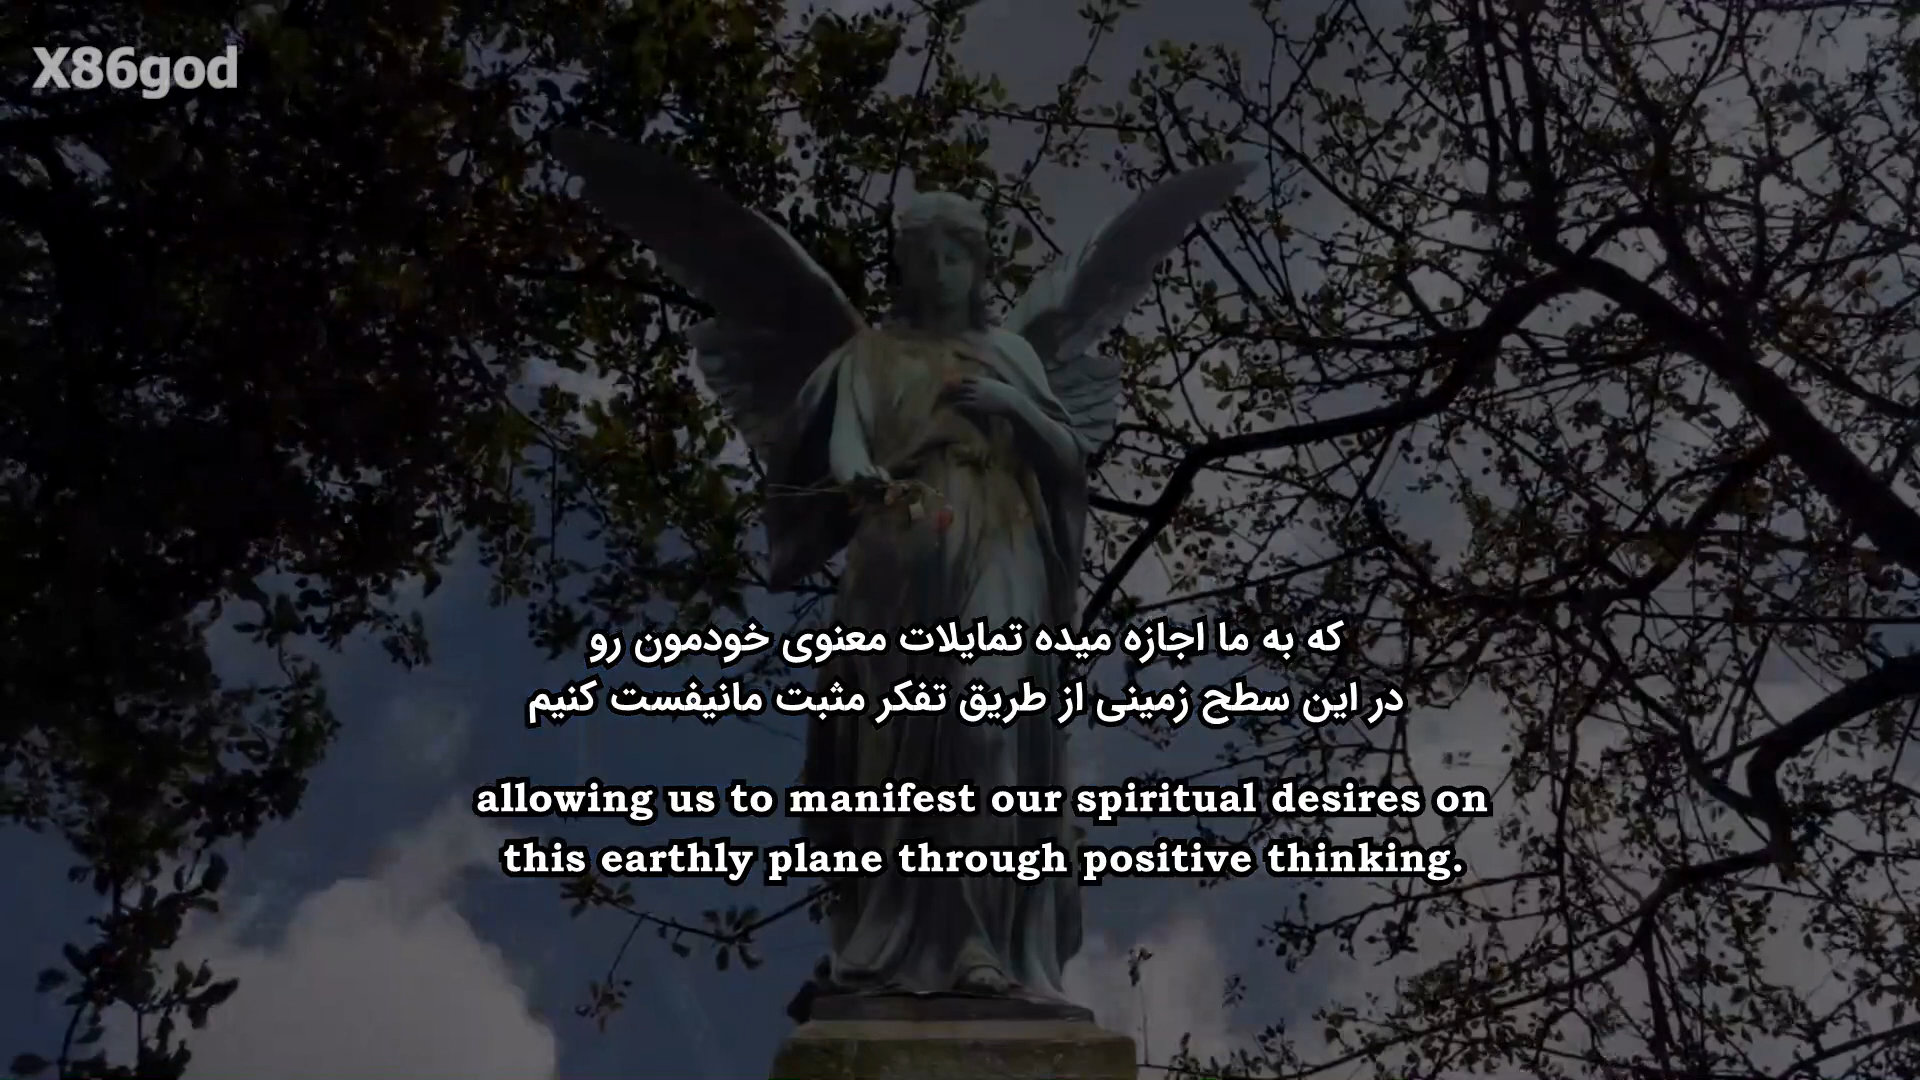 X86god
که به ما اجازه میده تمایلات معنوی خودمون رو
در این سطح زمینی از طریق تفکر مثبت مانیفست کنیم
allowing us to manifest our spiritual desires on
this earthly plane through positive thinking.